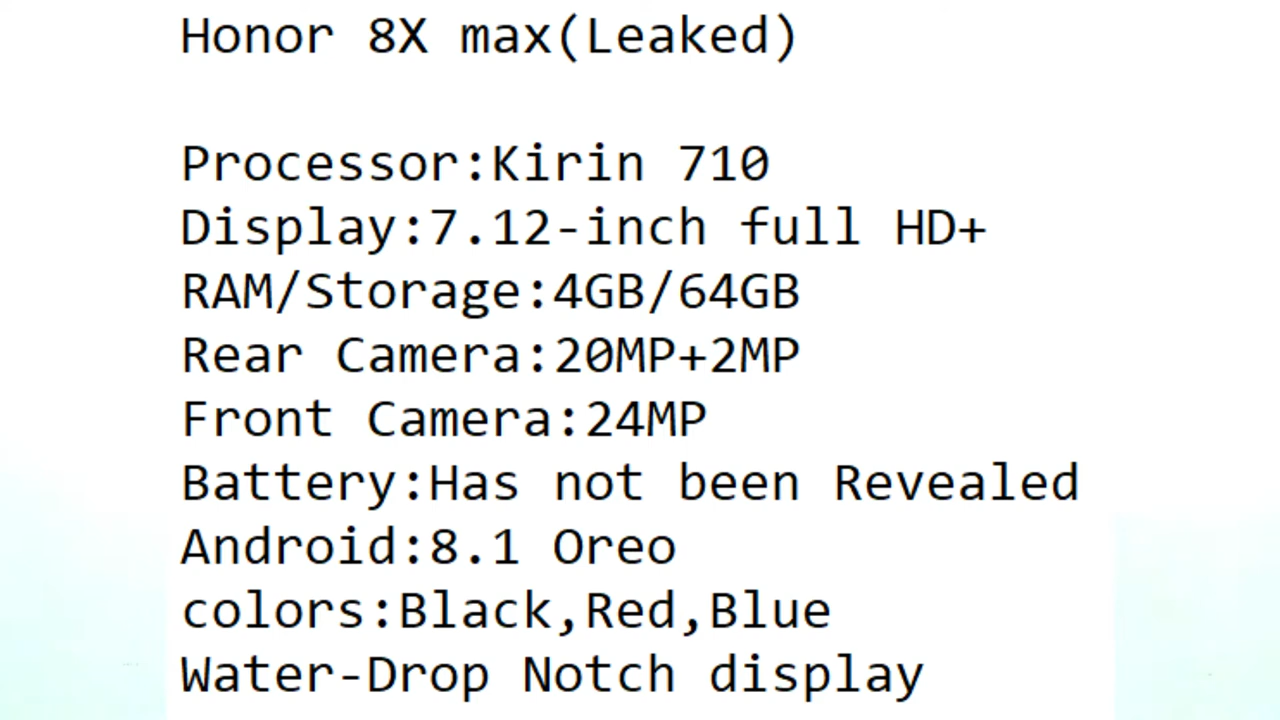 Honor 8X max(Leaked)
Processor:Kirin 710
Display:7.12-inch full HD+
RAM/Storage:4GB/64GB
Rear Camera:20MP+2MP
Front Camera:24MP
Battery:Has not been Revealed
Android:8.1 Oreo
colors:Black,Red,Blue
Water-Drop Notch display